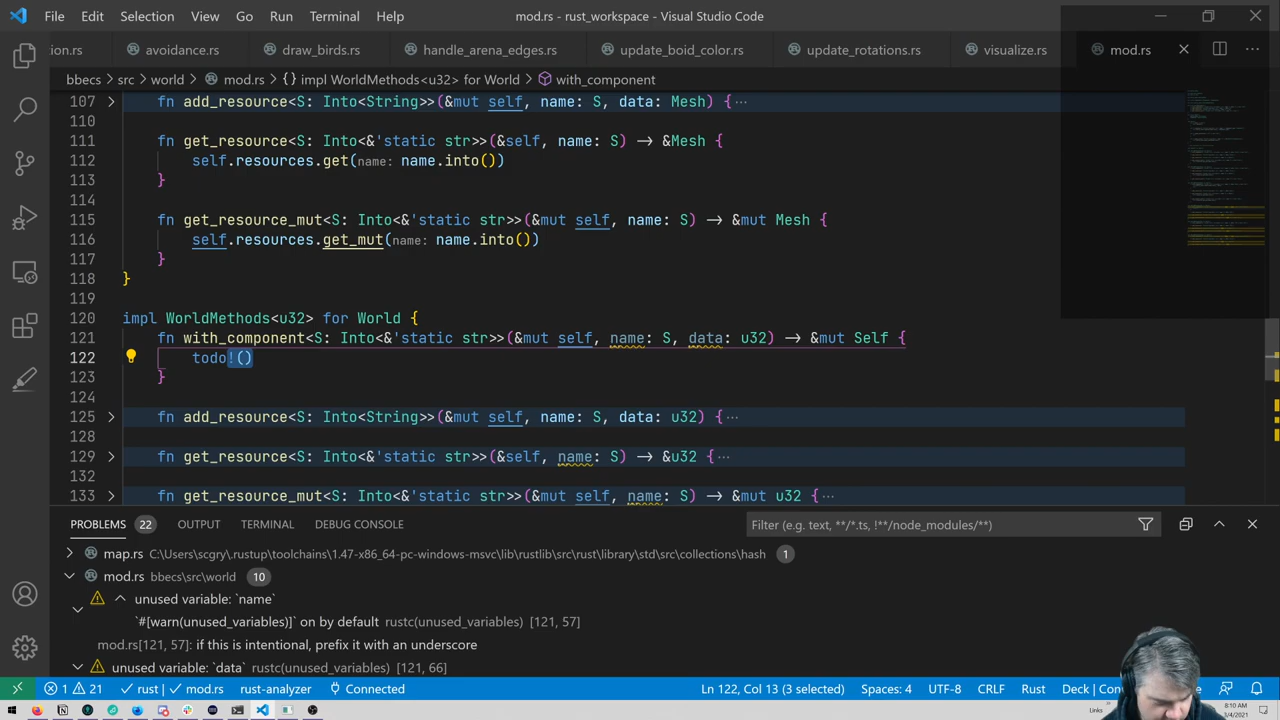 File Edit Selection View Go Run Terminal Help mod.rs - rust_workspace - Visual Studio Code
ion.rs avoidance.rs draw_birds.rs handle_arena_edges.rs update_boid_color.rs update_rotations.rs visualize.rs mod.rs
bbecs > src > world > mod.rs > {} impl WorldMethods<u32> for World > with_component
107 fn add_resource<S: Into<String>>(&mut self, name: S, data: Mesh) {…
110
111 fn get_resource<S: Into<&'static str>>(&self, name: S) -> &Mesh {
112 self.resources.get(name: name.into())
113 }
114
115 fn get_resource_mut<S: Into<&'static str>>(&mut self, name: S) -> &mut Mesh {
116 self.resources.get_mut(name: name.into())
117 }
118 }
119
120 impl WorldMethods<u32> for World {
121 fn with_component<S: Into<&'static str>>(&mut self, name: S, data: u32) -> &mut Self {
122 todo!()
123 }
124
125 fn add_resource<S: Into<String>>(&mut self, name: S, data: u32) {…
128
129 fn get_resource<S: Into<&'static str>>(&self, name: S) -> &u32 {…
132
133 fn get_resource_mut<S: Into<&'static str>>(&mut self, name: S) -> &mut u32 {…
PROBLEMS 22 OUTPUT TERMINAL DEBUG CONSOLE Filter (e.g. text, **/*.ts, !**/node_modules/**)
map.rs C:\Users\scgry\.rustup\toolchains\1.47-x86_64-pc-windows-msvc\lib\rustlib\src\rust\library\std\src\collections\hash 1
mod.rs bbecs\src\world 10
unused variable: `name`
`#[warn(unused_variables)]` on by default rustc(unused_variables) [121, 57]
mod.rs[121, 57]: if this is intentional, prefix it with an underscore
unused variable: `data` rustc(unused_variables) [121, 66]
1 21 rust mod.rs rust-analyzer Connected Ln 122, Col 13 (3 selected) Spaces: 4 UTF-8 CRLF Rust Deck
Links 8:10 AM
3/4/2021